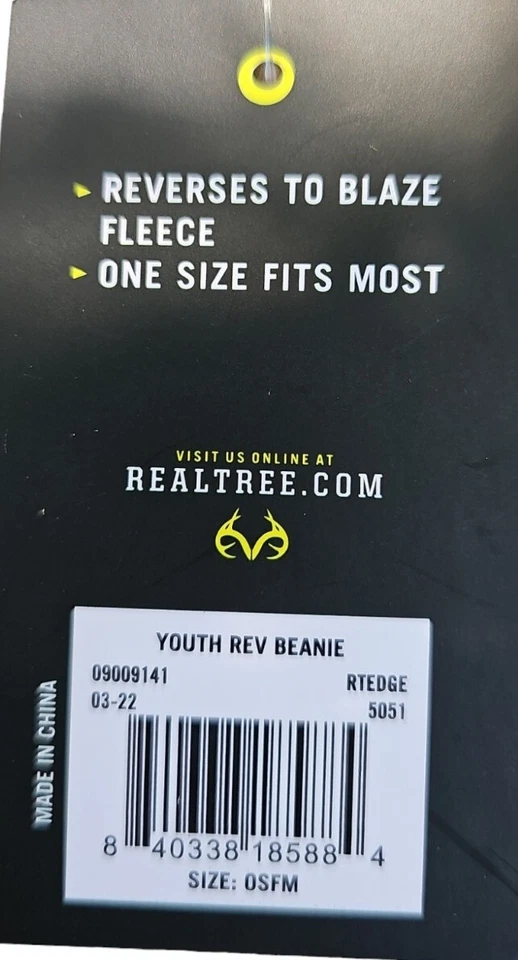 REVERSES TO BLAZE
FLEECE
ONE SIZE FITS MOST
VISIT US ONLINE AT
REALTREE.COM
MADE IN CHINA
YOUTH REV BEANIE
09009141
RTEDGE
03-22
5051
8 40338 18588 4
SIZE: OSFM